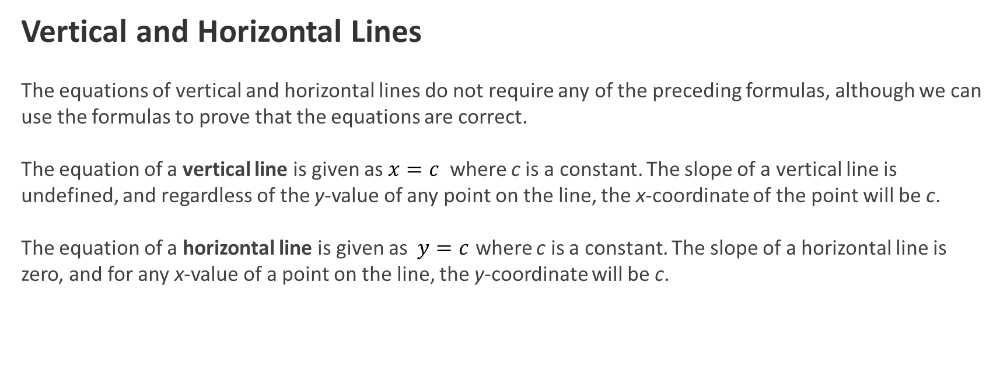 Vertical and Horizontal Lines
The equations of vertical and horizontal lines do not require any of the preceding formulas, although we can
use the formulas to prove that the equations are correct.
The equation of a vertical line is given as x = c where c is a constant. The slope of a vertical line is
undefined, and regardless of the y-value of any point on the line, the x-coordinate of the point will be c.
The equation of a horizontal line is given as y = c where c is a constant. The slope of a horizontal line is
zero, and for any x-value of a point on the line, the y-coordinate will be c.